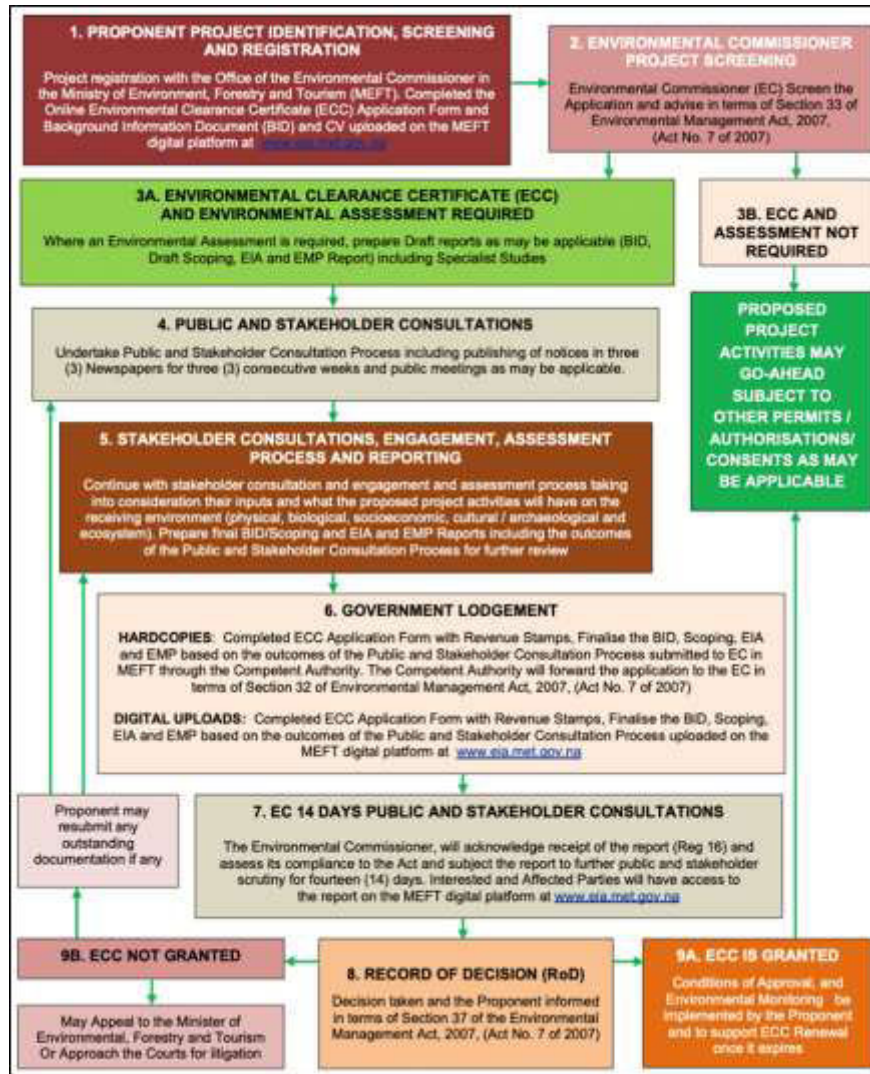 1. PROPONENT PROJECT IDENTIFICATION, SCREENING
AND REGISTRATION
Project registration with the Office of the Environmental Commissioner in
the Ministry of Environment, Forestry and Tourism (MEFT). Completed the
Online Environmental Clearance Certificate (ECC) Application Form and
Background Information Document (BID) and CV uploaded on the MEFT
digital platform at www.eia.met.gov.na
2. ENVIRONMENTAL COMMISSIONER
PROJECT SCREENING
Environmental Commissioner (EC) Screen the
Application and advise in terms of Section 33 of
Environmental Management Act, 2007,
(Act No. 7 of 2007)
3A. ENVIRONMENTAL CLEARANCE CERTIFICATE (ECC)
AND ENVIRONMENTAL ASSESSMENT REQUIRED
Where an Environmental Assessment is required, prepare Draft reports as may be applicable (BID,
Draft Scoping, EIA and EMP Report) including Specialist Studies
3B. ECC AND
ASSESSMENT NOT
REQUIRED
PROPOSED
PROJECT
ACTIVITIES MAY
GO-AHEAD
SUBJECT TO
OTHER PERMITS /
AUTHORISATIONS/
CONSENTS AS MAY
BE APPLICABLE
4. PUBLIC AND STAKEHOLDER CONSULTATIONS
Undertake Public and Stakeholder Consultation Process including publishing of notices in three
(3) Newspapers for three (3) consecutive weeks and public meetings as may be applicable.
5. STAKEHOLDER CONSULTATIONS, ENGAGEMENT, ASSESSMENT
PROCESS AND REPORTING
Continue with stakeholder consultation and engagement and assessment process taking
into consideration their inputs and what the proposed project activities will have on the
receiving environment (physical, biological, socioeconomic, cultural / archaeological and
ecosystem). Prepare final BID/Scoping and EIA and EMP Reports including the outcomes
of the Public and Stakeholder Consultation Process for further review
6. GOVERNMENT LODGEMENT
HARDCOPIES: Completed ECC Application Form with Revenue Stamps, Finalise the BID, Scoping, EIA
and EMP based on the outcomes of the Public and Stakeholder Consultation Process submitted to EC in
MEFT through the Competent Authority. The Competent Authority will forward the application to the EC in
terms of Section 32 of Environmental Management Act, 2007, (Act No. 7 of 2007)
DIGITAL UPLOADS: Completed ECC Application Form with Revenue Stamps, Finalise the BID, Scoping,
EIA and EMP based on the outcomes of the Public and Stakeholder Consultation Process uploaded on the
MEFT digital platform at www.eia.met.gov.na
Proponent may
resubmit any
outstanding
documentation if any
7. EC 14 DAYS PUBLIC AND STAKEHOLDER CONSULTATIONS
The Environmental Commissioner, will acknowledge receipt of the report (Reg 16) and
assess its compliance to the Act and subject the report to further public and stakeholder
scrutiny for fourteen (14) days. Interested and Affected Parties will have access to
the report on the MEFT digital platform at www.eia.met.gov.na
9B. ECC NOT GRANTED
May Appeal to the Minister of
Environmental, Forestry and Tourism
Or Approach the Courts for litigation
8. RECORD OF DECISION (RoD)
Decision taken and the Proponent informed
in terms of Section 37 of the Environmental
Management Act, 2007, (Act No. 7 of 2007)
9A. ECC IS GRANTED
Conditions of Approval, and
Environmental Monitoring be
implemented by the Proponent
and to support ECC Renewal
once it expires